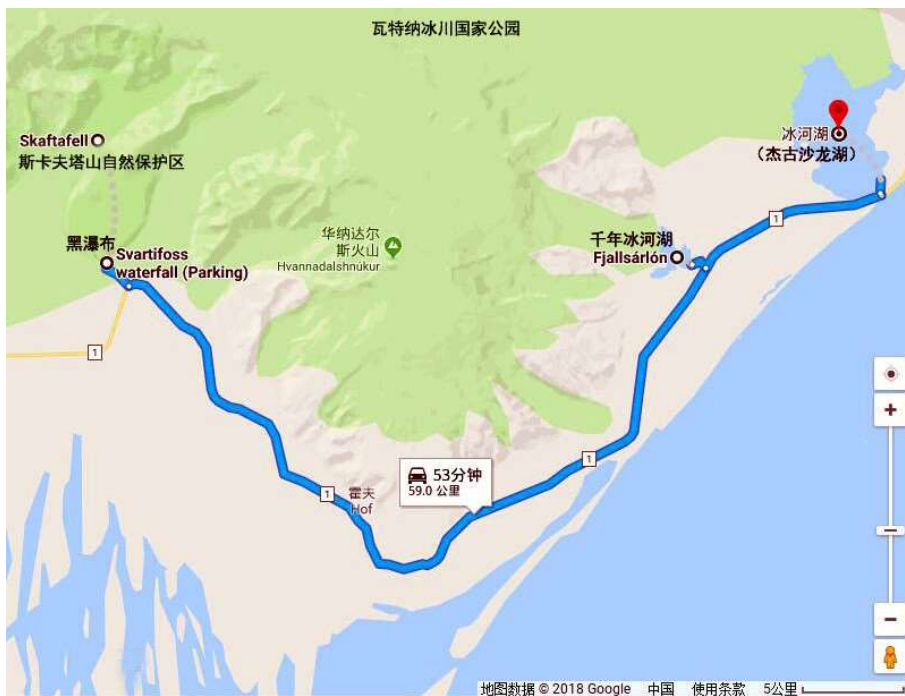 瓦特纳冰川国家公园
Skaftafell
斯卡夫塔山自然保护区
冰河湖
（杰古沙龙湖）
1
华纳达尔
斯火山
Hvannadalshnúkur
千年冰河湖
Fjallsárlón
黑瀑布
Svartifoss
waterfall (Parking)
1
53分钟
59.0 公里
1
1
霍夫
Hof
+
−
地图数据 © 2018 Google 中国 使用条款 5公里